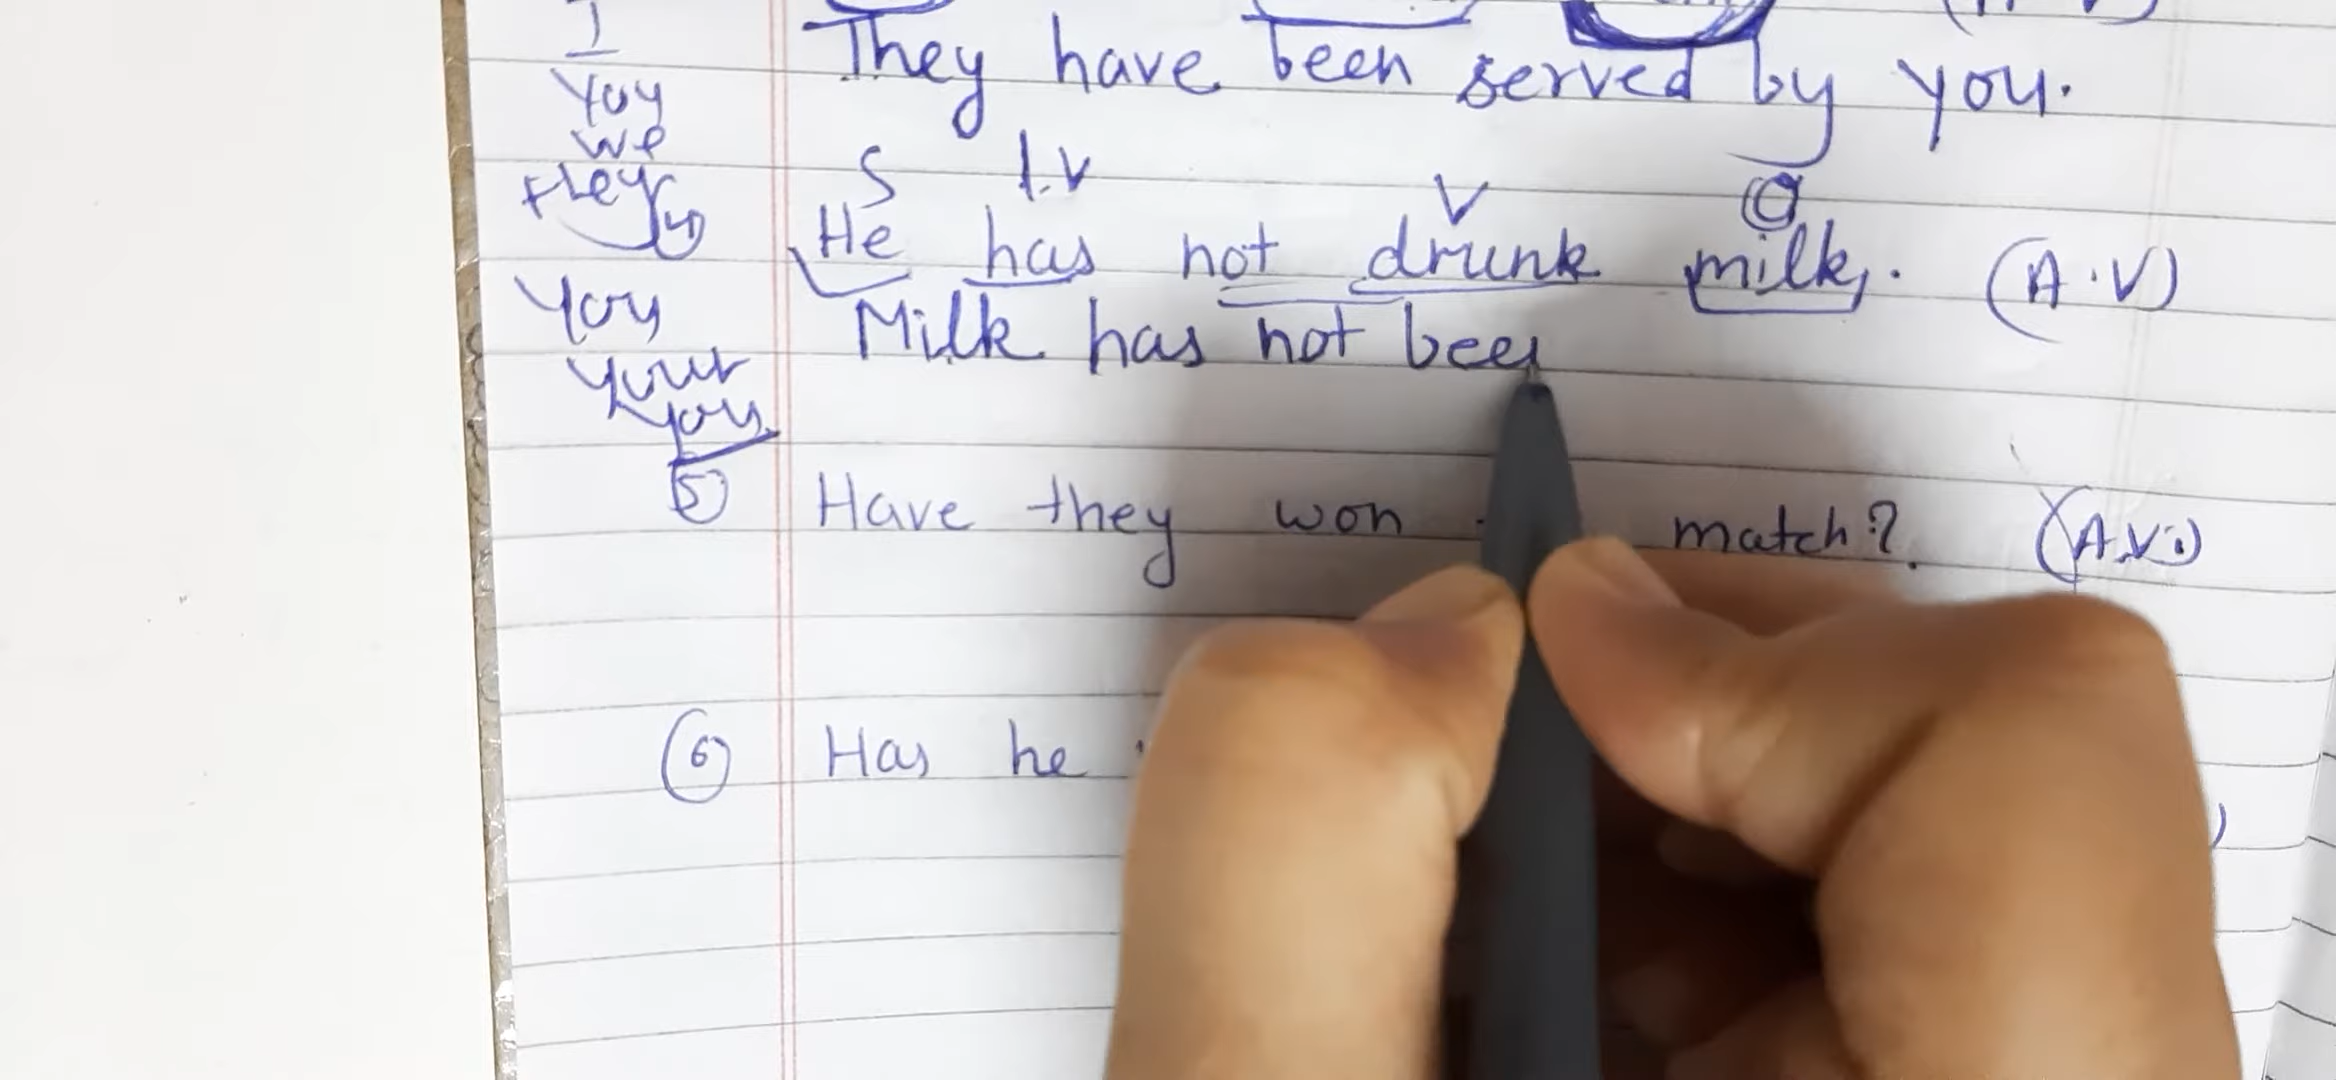 I
You
we
they
They have been served by you.
S I.V V O
He has not drunk milk. (A.V)
Milk has not been
You
your
you
5 Have they won match? (A.V.)
6 Has he